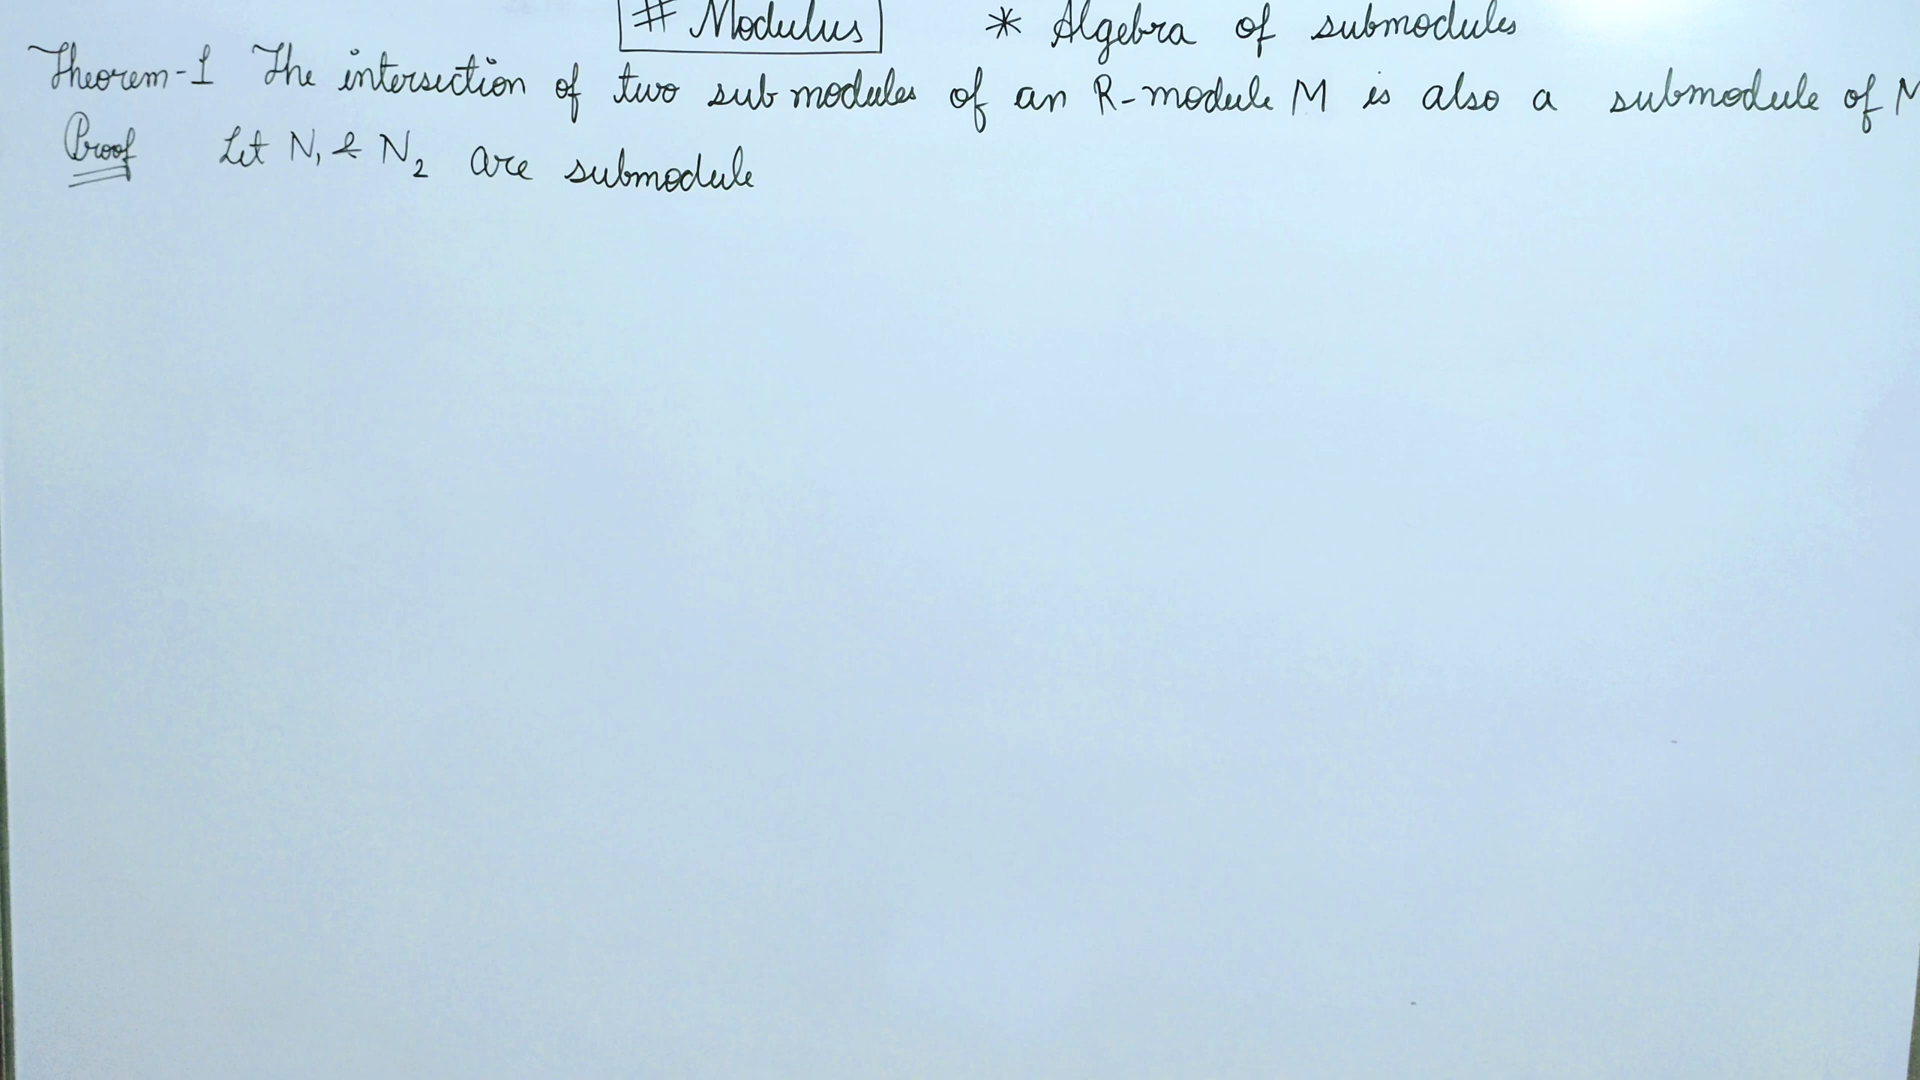 # Modulus * Algebra of submodules
Theorem-1 The intersection of two sub modules of an R-module M is also a submodule of M
Proof Let N₁ & N₂ are submodule